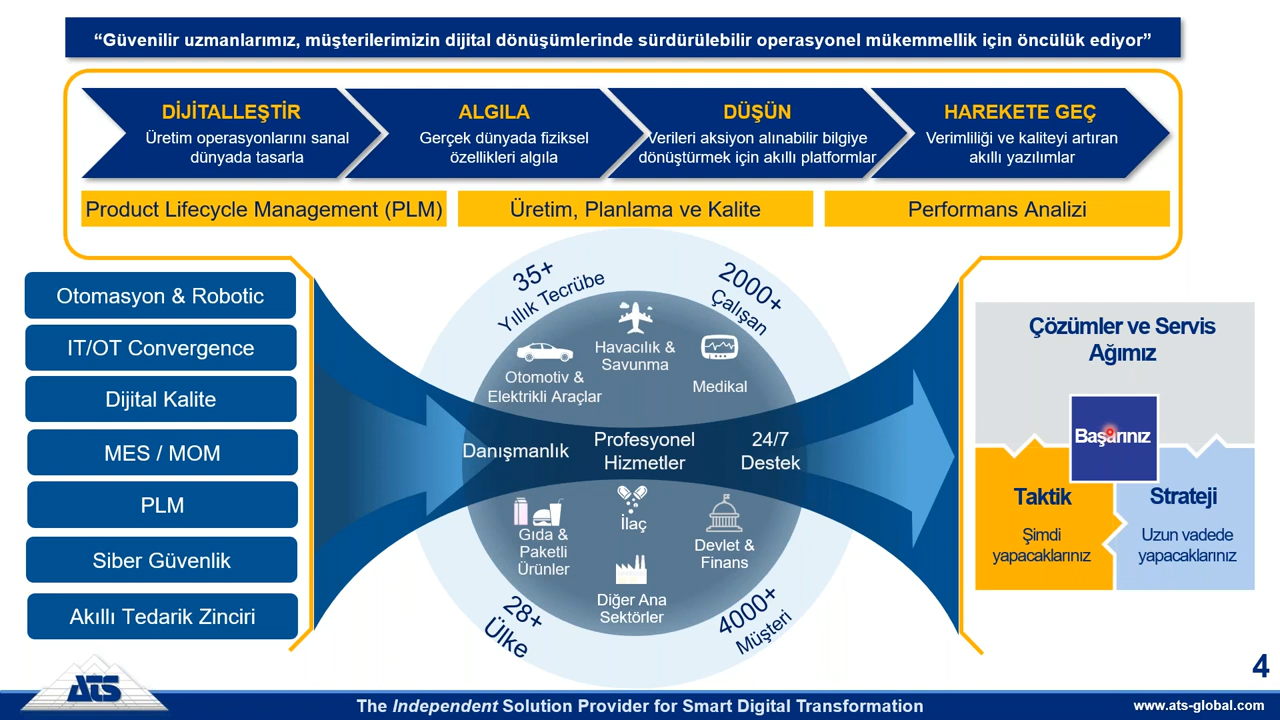 “Güvenilir uzmanlarımız, müşterilerimizin dijital dönüşümlerinde sürdürülebilir operasyonel mükemmellik için öncülük ediyor”
DİJİTALLEŞTİR
Üretim operasyonlarını sanal
dünyada tasarla
ALGILA
Gerçek dünyada fiziksel
özellikleri algıla
DÜŞÜN
Verileri aksiyon alınabilir bilgiye
dönüştürmek için akıllı platformlar
HAREKETE GEÇ
Verimliliği ve kaliteyi artıran
akıllı yazılımlar
Product Lifecycle Management (PLM)
Üretim, Planlama ve Kalite
Performans Analizi
Otomasyon & Robotic
IT/OT Convergence
Dijital Kalite
MES / MOM
PLM
Siber Güvenlik
Akıllı Tedarik Zinciri
35+
Yıllık Tecrübe
2000+
Çalışan
Otomotiv &
Elektrikli Araçlar
Havacılık &
Savunma
Medikal
Danışmanlık
Profesyonel
Hizmetler
24/7
Destek
Gıda &
Paketli
Ürünler
İlaç
Devlet &
Finans
Diğer Ana
Sektörler
28+
Ülke
4000+
Müşteri
Çözümler ve Servis
Ağımız
Başarınız
Taktik
Şimdi
yapacaklarınız
Strateji
Uzun vadede
yapacaklarınız
4
ATS
The Independent Solution Provider for Smart Digital Transformation
www.ats-global.com